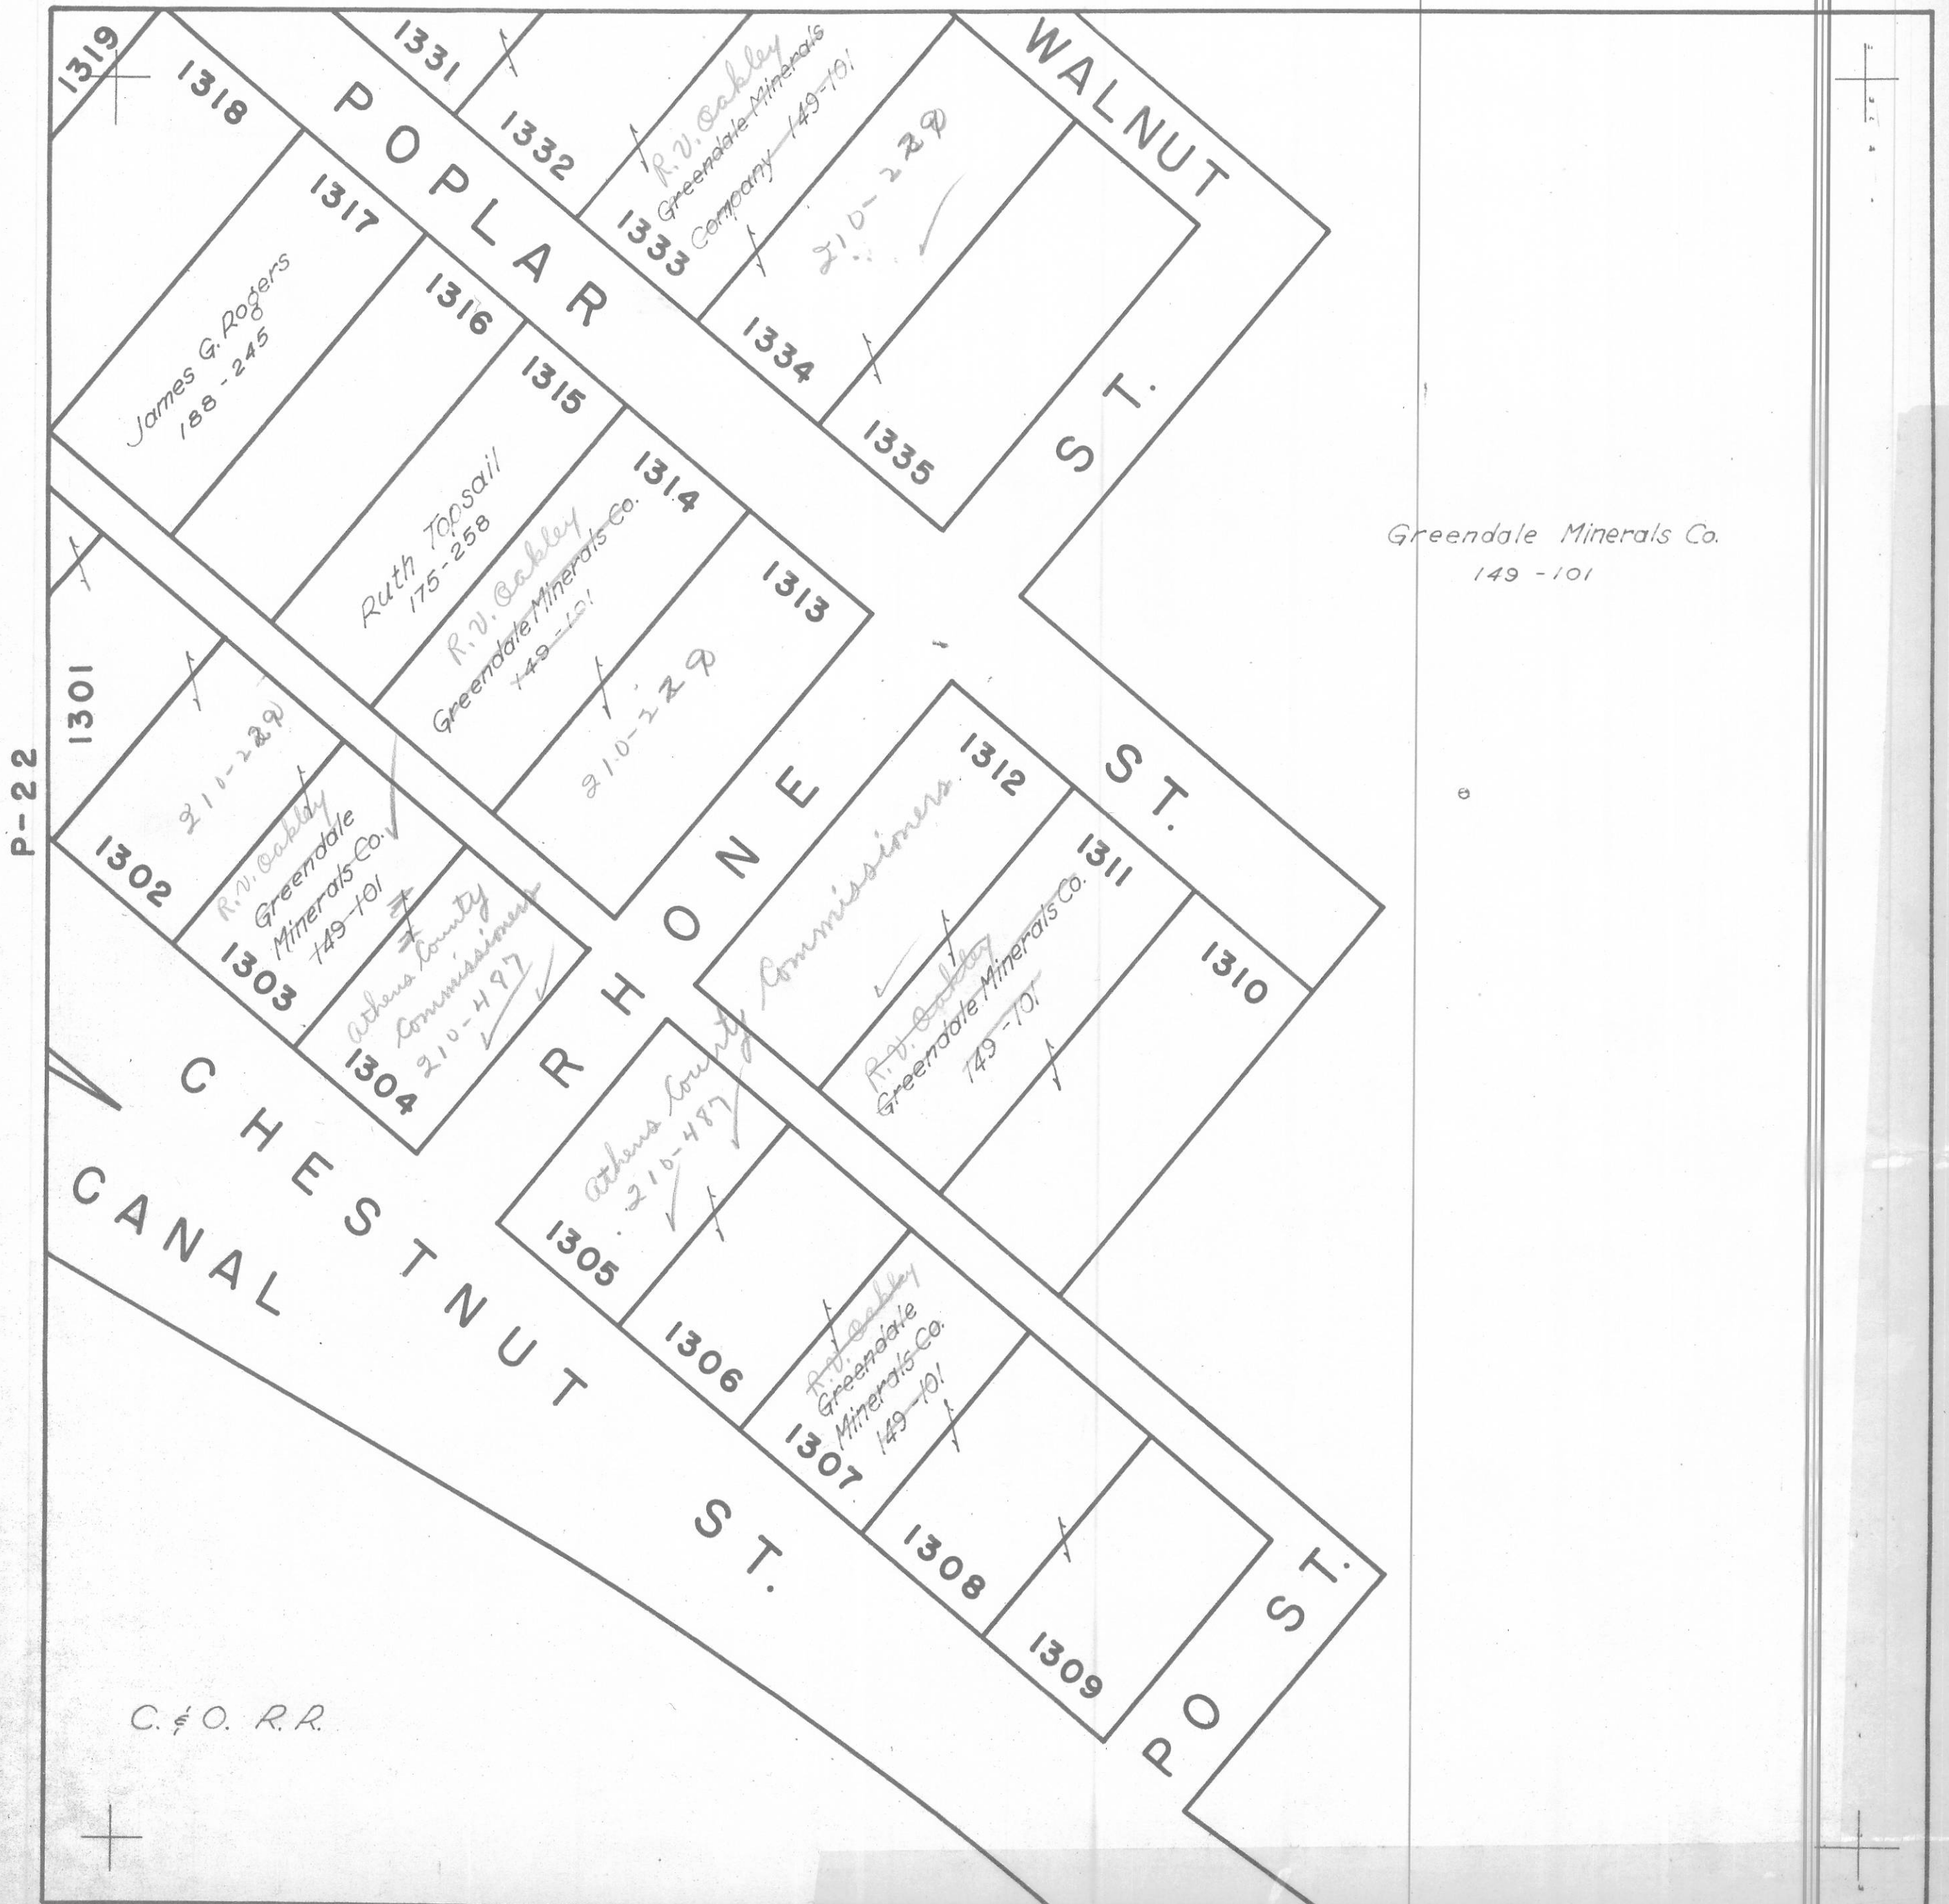 WALNUT
ST.
POPLAR
ST.
RHONE
ST.
CHESTNUT
ST.
CANAL
PO
P-22
1319
1318
1317
1316
1315
1314
1313
1331
1332
1333
1334
1335
R.V. Oakley
Greendale Minerals
Company 149-101
210-229
James G. Rogers
188-245
Ruth Topsail
175-258
R.V. Oakley
Greendale Minerals Co.
149-101
210-229
Greendale Minerals Co.
149-101
1301
1302
1303
1304
210-229
R.V. Oakley
Greendale
Minerals Co.
149-101
Athens County
Commissioners
210-487
1312
1311
1310
Athens County Commissioners
210-487
R.V. Oakley
Greendale Minerals Co.
149-101
1305
1306
1307
1308
1309
R.V. Oakley
Greendale
Minerals Co.
149-101
C. & O. R.R.